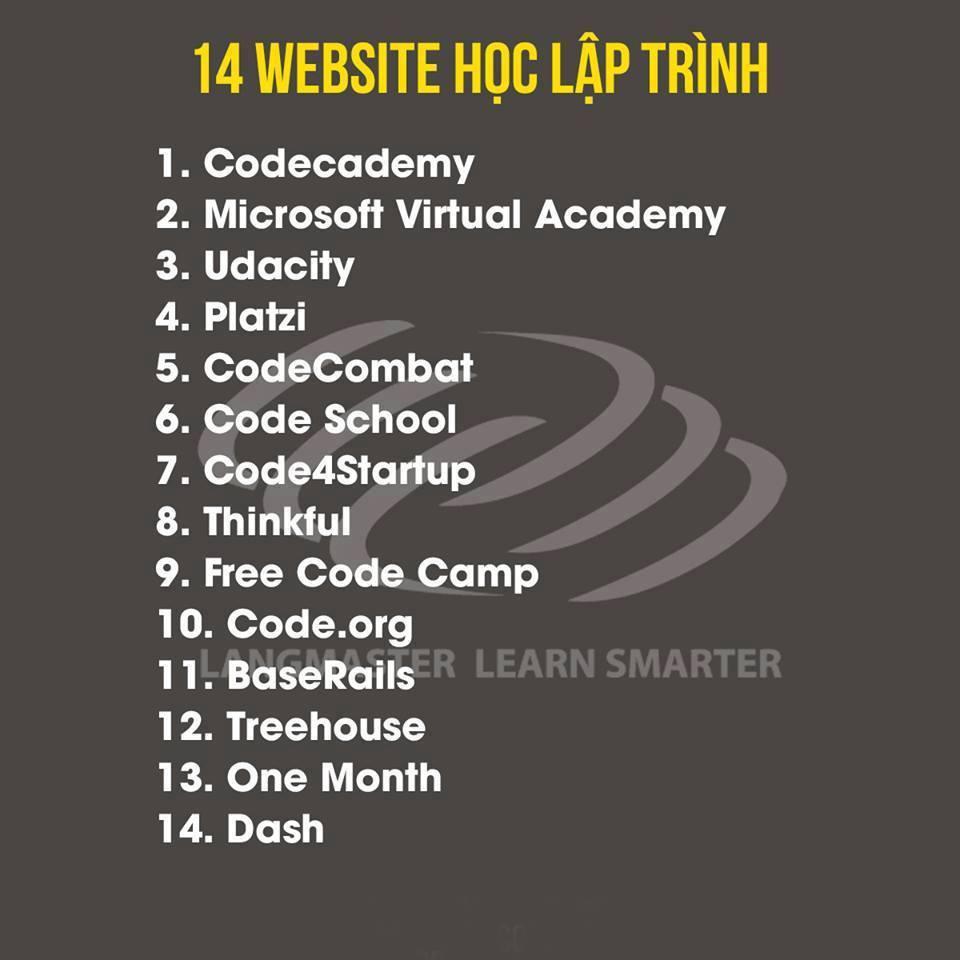 14 WEBSITE HỌC LẬP TRÌNH
1. Codecademy
2. Microsoft Virtual Academy
3. Udacity
4. Platzi
5. CodeCombat
6. Code School
7. Code4Startup
8. Thinkful
9. Free Code Camp
10. Code.org
LANGMASTER LEARN SMARTER
11. BaseRails
12. Treehouse
13. One Month
14. Dash